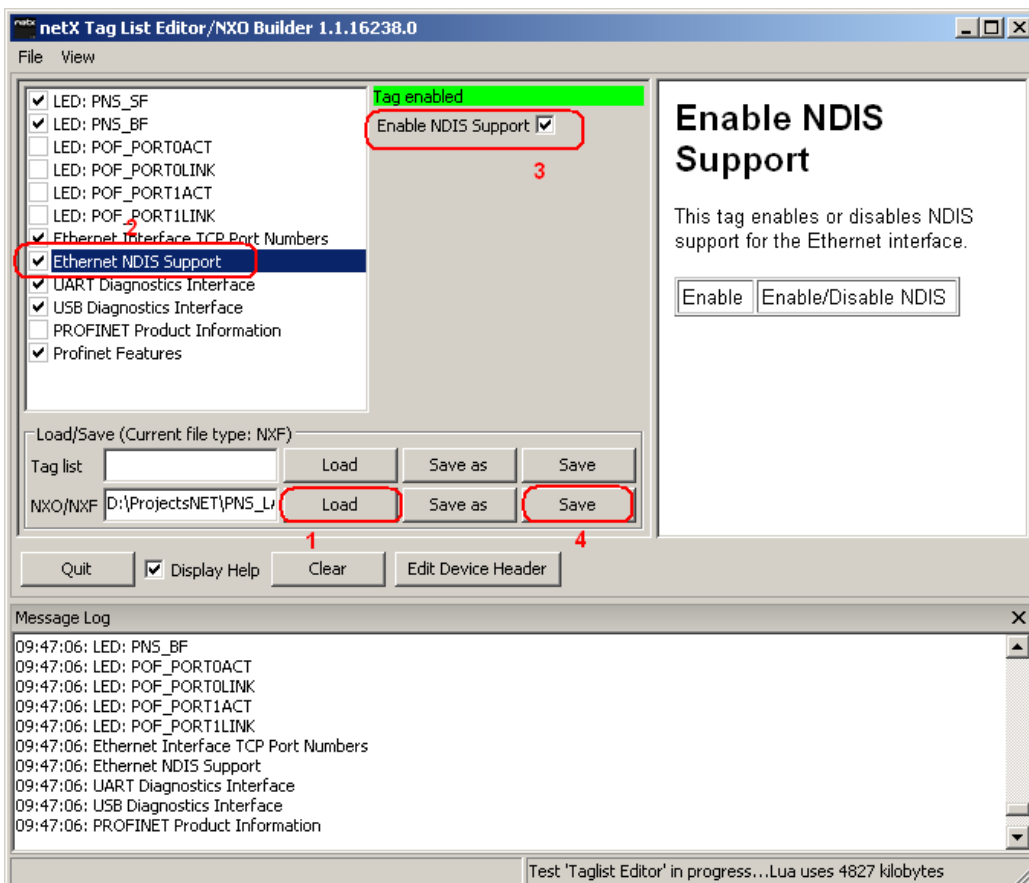 netX Tag List Editor/NXO Builder 1.1.16238.0
File View
LED: PNS_SF
LED: PNS_BF
LED: POF_PORT0ACT
LED: POF_PORT0LINK
LED: POF_PORT1ACT
LED: POF_PORT1LINK
2
Ethernet Interface TCP Port Numbers
Ethernet NDIS Support
UART Diagnostics Interface
USB Diagnostics Interface
PROFINET Product Information
Profinet Features
Tag enabled
Enable NDIS Support
3
Enable NDIS
Support
This tag enables or disables NDIS
support for the Ethernet interface.
Enable Enable/Disable NDIS
Load/Save (Current file type: NXF)
Tag list Load Save as Save
NXO/NXF D:\ProjectsNET\PNS_L Load Save as Save
1 4
Quit Display Help Clear Edit Device Header
Message Log
09:47:06: LED: PNS_BF
09:47:06: LED: POF_PORT0ACT
09:47:06: LED: POF_PORT0LINK
09:47:06: LED: POF_PORT1ACT
09:47:06: LED: POF_PORT1LINK
09:47:06: Ethernet Interface TCP Port Numbers
09:47:06: Ethernet NDIS Support
09:47:06: UART Diagnostics Interface
09:47:06: USB Diagnostics Interface
09:47:06: PROFINET Product Information
Test 'Taglist Editor' in progress...Lua uses 4827 kilobytes